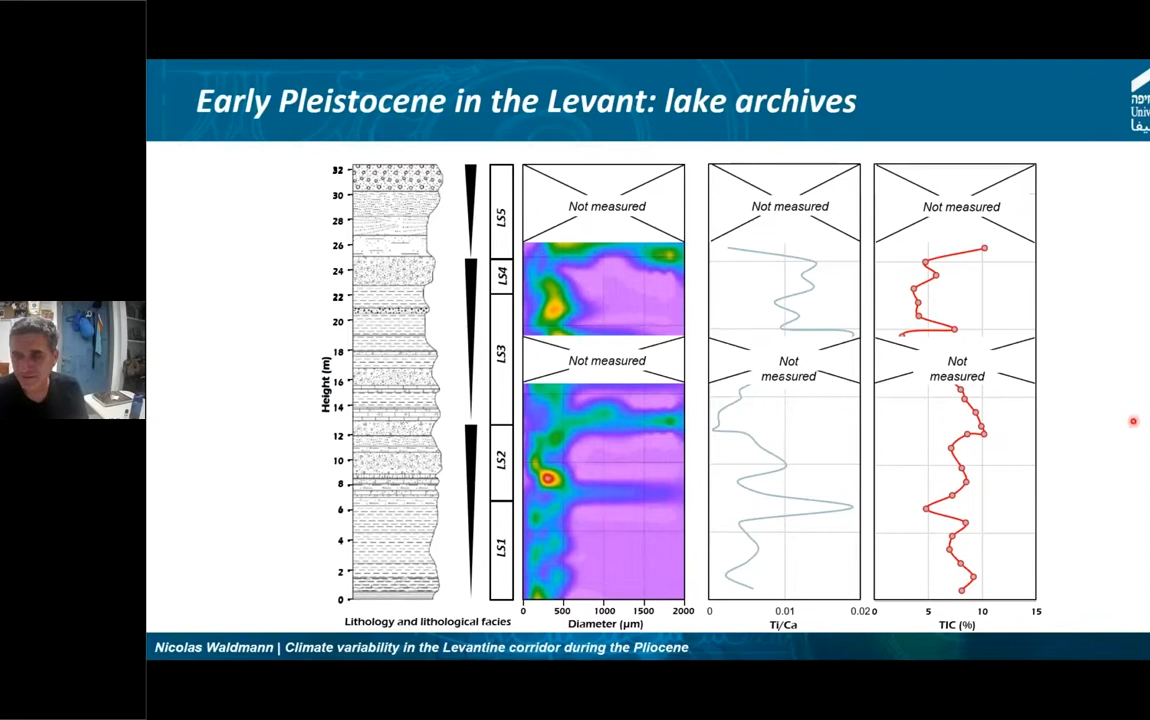 Early Pleistocene in the Levant: lake archives
Univ
32
30
28
26
24
22
20
18
16
14
12
10
8
6
4
2
0
Height (m)
Lithology and lithological facies
LS5
LS4
LS3
LS2
LS1
Not measured
Not measured
0
500
1000
1500
2000
Diameter (µm)
Not measured
Not
measured
0
0.01
0.02
Ti/Ca
Not measured
Not
measured
0
5
10
15
TIC (%)
Nicolas Waldmann | Climate variability in the Levantine corridor during the Pliocene